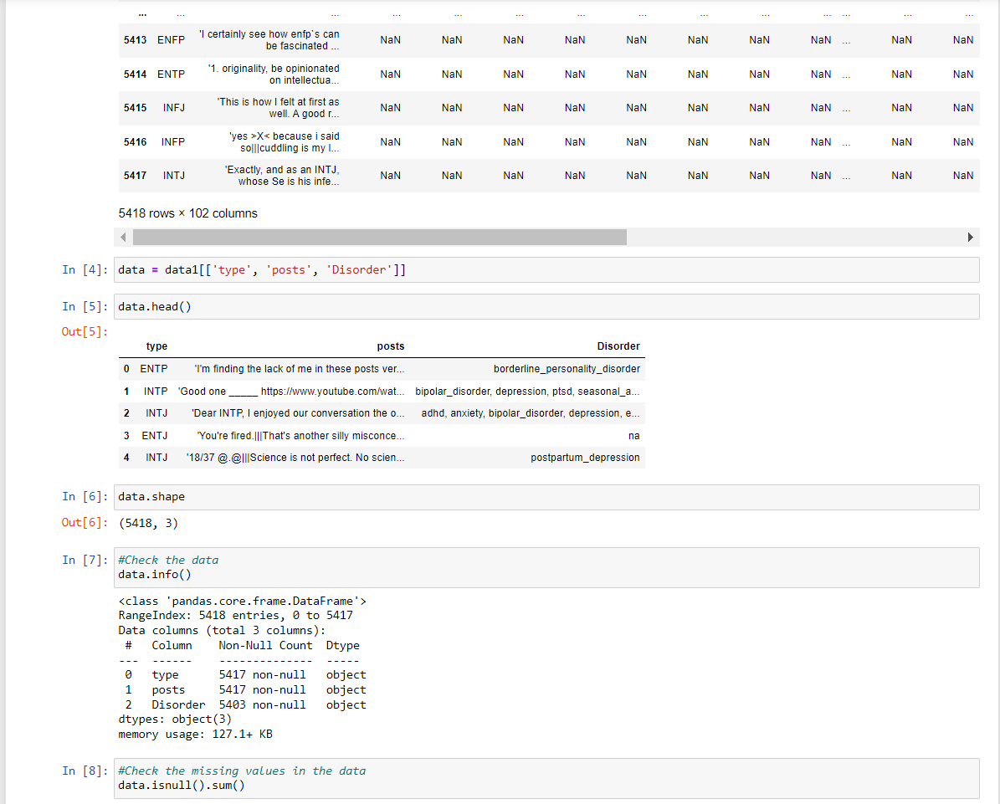 ... ... ... ... ... ... ... ... ... ... ... ... ... ...
5413 ENFP 'I certainly see how enfp`s can be fascinated ... NaN NaN NaN NaN NaN NaN NaN NaN ... NaN NaN
5414 ENTP '1. originality, be opinionated on intellectua... NaN NaN NaN NaN NaN NaN NaN NaN ... NaN NaN
5415 INFJ 'This is how I felt at first as well. A good r... NaN NaN NaN NaN NaN NaN NaN NaN ... NaN NaN
5416 INFP 'yes >X< because i said so|||cuddling is my l... NaN NaN NaN NaN NaN NaN NaN NaN ... NaN NaN
5417 INTJ 'Exactly, and as an INTJ, whose Se is his infe... NaN NaN NaN NaN NaN NaN NaN NaN ... NaN NaN
5418 rows × 102 columns
In [4]: data = data1[['type', 'posts', 'Disorder']]
In [5]: data.head()
Out[5]:
type posts Disorder
0 ENTP 'I'm finding the lack of me in these posts ver... borderline_personality_disorder
1 INTP 'Good one _____ https://www.youtube.com/wat... bipolar_disorder, depression, ptsd, seasonal_a...
2 INTJ 'Dear INTP, I enjoyed our conversation the o... adhd, anxiety, bipolar_disorder, depression, e...
3 ENTJ 'You're fired.|||That's another silly misconce... na
4 INTJ '18/37 @.@|||Science is not perfect. No scien... postpartum_depression
In [6]: data.shape
Out[6]: (5418, 3)
In [7]: #Check the data
data.info()
<class 'pandas.core.frame.DataFrame'>
RangeIndex: 5418 entries, 0 to 5417
Data columns (total 3 columns):
# Column Non-Null Count Dtype
--- ------ -------------- -----
0 type 5417 non-null object
1 posts 5417 non-null object
2 Disorder 5403 non-null object
dtypes: object(3)
memory usage: 127.1+ KB
In [8]: #Check the missing values in the data
data.isnull().sum()